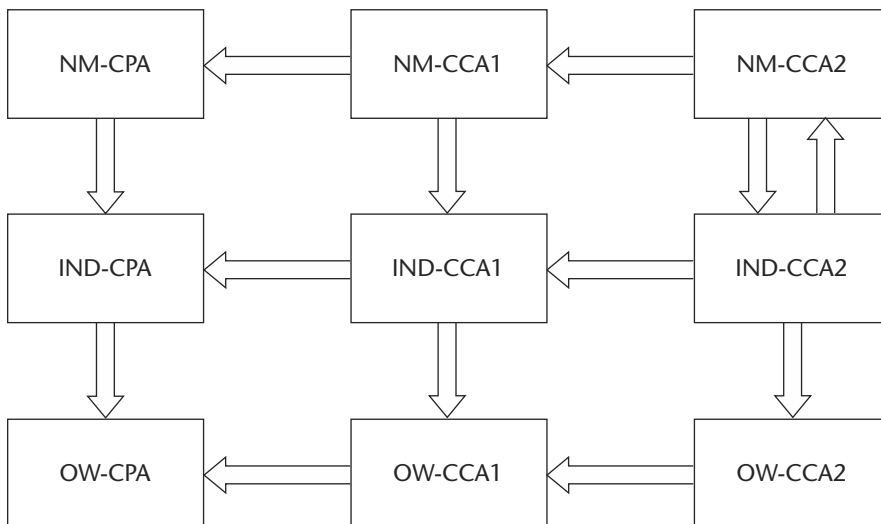 NM-CPA
NM-CCA1
NM-CCA2
IND-CPA
IND-CCA1
IND-CCA2
OW-CPA
OW-CCA1
OW-CCA2